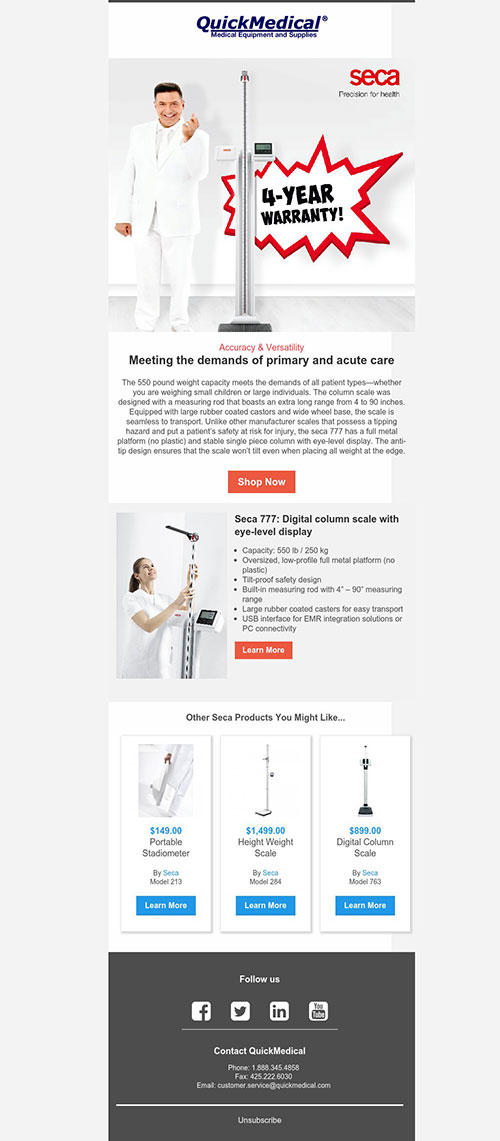 QuickMedical®
Medical Equipment and Supplies
seca
Precision for health
4-YEAR
WARRANTY!
Accuracy & Versatility
Meeting the demands of primary and acute care
The 550 pound weight capacity meets the demands of all patient types—whether
you are weighing small children or large individuals. The column scale was
designed with a measuring rod that boasts an extra long range from 4 to 90 inches.
Equipped with large rubber coated castors and wide wheel base, the scale is
seamless to transport. Unlike other manufacturer scales that possess a tipping
hazard and put a patient's safety at risk for injury, the seca 777 has a full metal
platform (no plastic) and stable single piece column with eye-level display. The anti-
tip design ensures that the scale won't tilt even when placing all weight at the edge.
Shop Now
Seca 777: Digital column scale with
eye-level display
• Capacity: 550 lb / 250 kg
• Oversized, low-profile full metal platform (no
plastic)
• Tilt-proof safety design
• Built-in measuring rod with 4” – 90” measuring
range
• Large rubber coated casters for easy transport
• USB interface for EMR integration solutions or
PC connectivity
Learn More
Other Seca Products You Might Like...
$149.00
Portable
Stadiometer
By Seca
Model 213
Learn More
$1,499.00
Height Weight
Scale
By Seca
Model 284
Learn More
$899.00
Digital Column
Scale
By Seca
Model 763
Learn More
Follow us
You
Tube
Contact QuickMedical
Phone: 1.888.345.4858
Fax: 425.222.6030
Email: customer.service@quickmedical.com
Unsubscribe